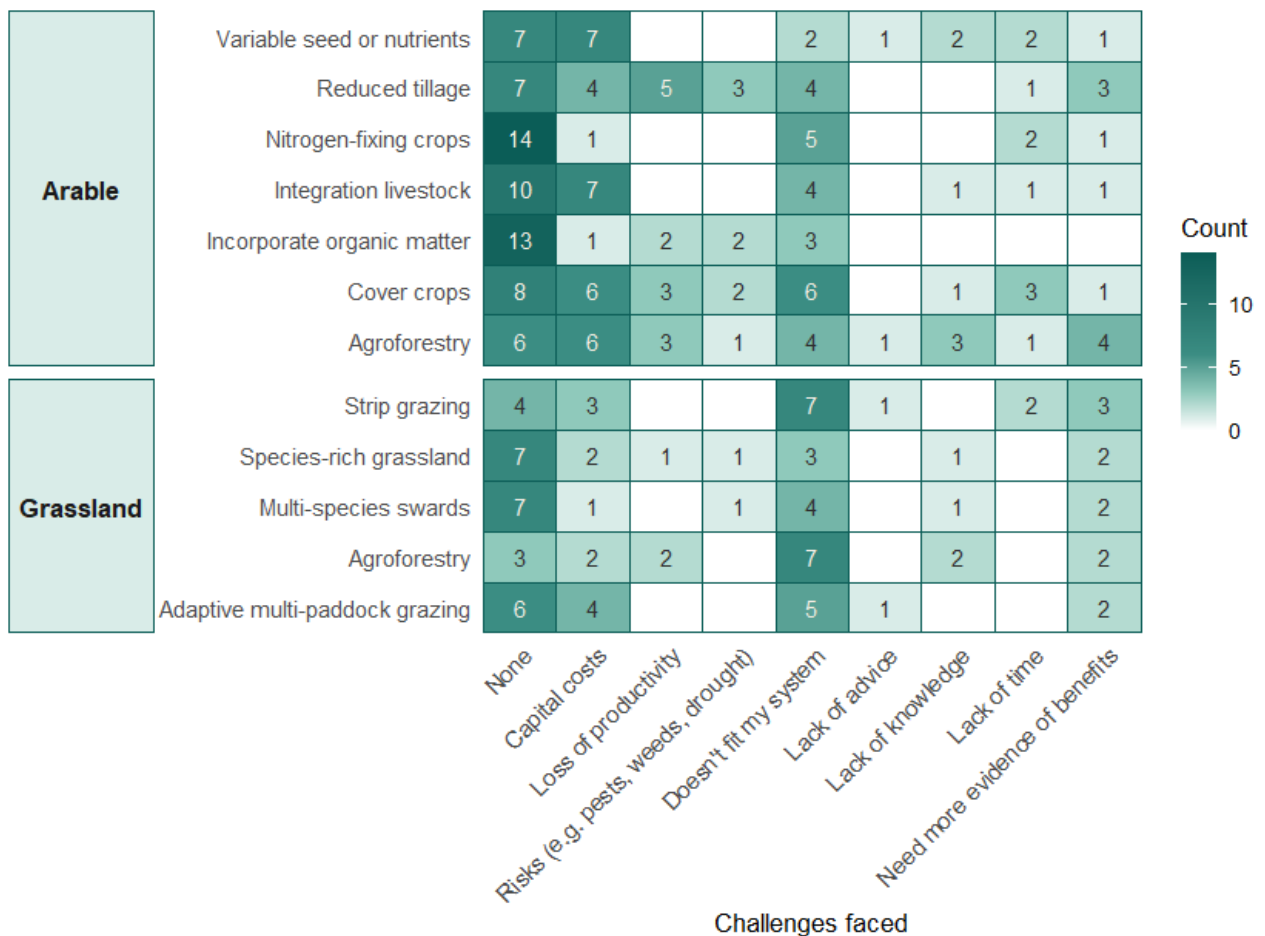 Arable
Variable seed or nutrients 7 7 2 1 2 2 1
Reduced tillage 7 4 5 3 4 1 3
Nitrogen-fixing crops 14 1 5 2 1
Integration livestock 10 7 4 1 1 1
Incorporate organic matter 13 1 2 2 3
Cover crops 8 6 3 2 6 1 3 1
Agroforestry 6 6 3 1 4 1 3 1 4
Grassland
Strip grazing 4 3 7 1 2 3
Species-rich grassland 7 2 1 1 3 1 2
Multi-species swards 7 1 1 4 1 2
Agroforestry 3 2 2 7 2 2
Adaptive multi-paddock grazing 6 4 5 1 2
None
Capital costs
Loss of productivity
Risks (e.g. pests, weeds, drought)
Doesn't fit my system
Lack of advice
Lack of knowledge
Lack of time
Need more evidence of benefits
Challenges faced
Count
10
5
0